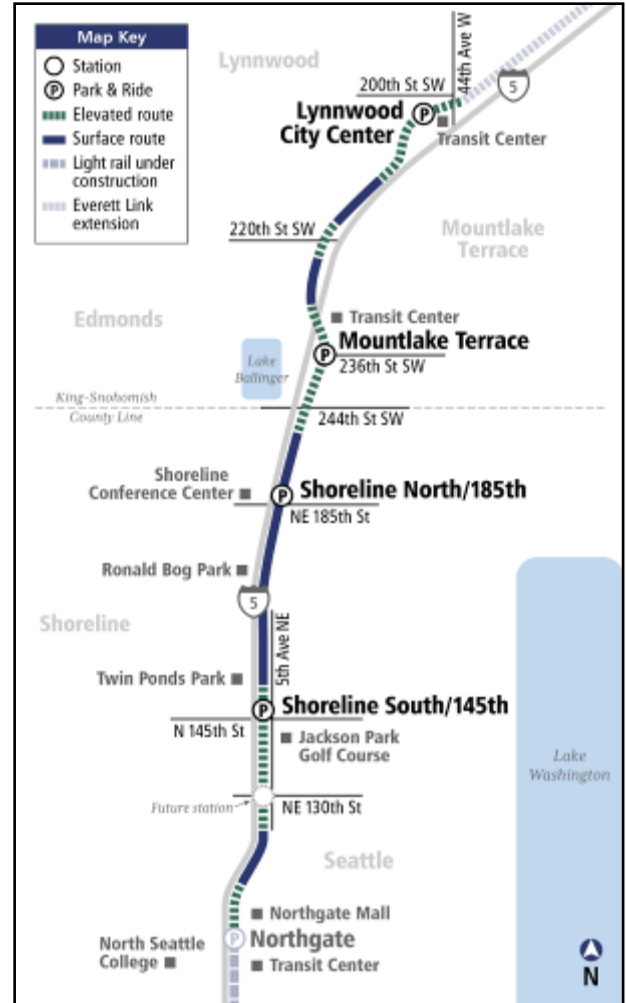 Map Key
Station
Park & Ride
Elevated route
Surface route
Light rail under
construction
Everett Link
extension
Lynnwood
44th Ave W
5
200th St SW
Lynnwood
City Center
P
Transit Center
220th St SW
Mountlake
Terrace
Edmonds
Transit Center
Mountlake Terrace
P
236th St SW
Lake
Ballinger
King-Snohomish
County Line
244th St SW
Shoreline
Conference Center
P
Shoreline North/185th
NE 185th St
Ronald Bog Park
5
Shoreline
5th Ave NE
Twin Ponds Park
P
Shoreline South/145th
N 145th St
Jackson Park
Golf Course
Lake
Washington
Future station
NE 130th St
Seattle
Northgate Mall
P
Northgate
North Seattle
College
Transit Center
N